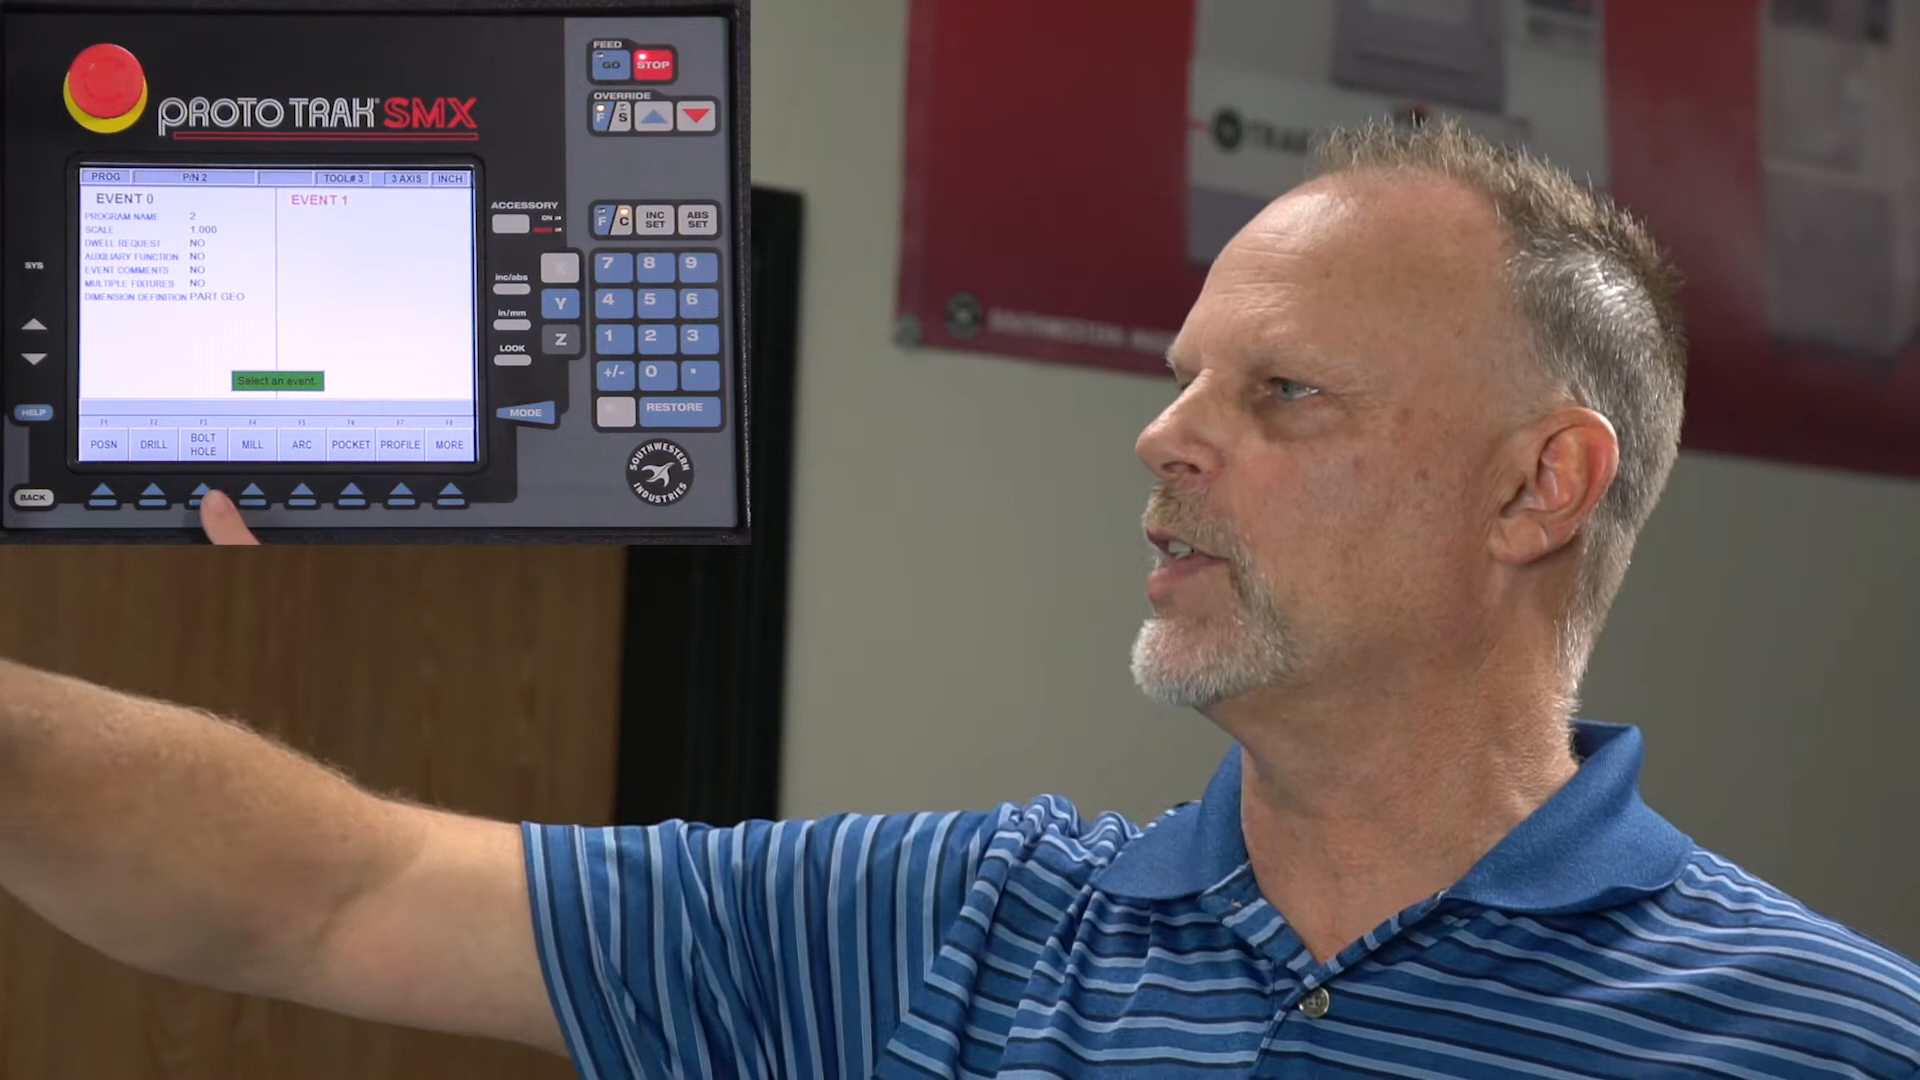 PROTOTRAK® SMX
FEED
GO STOP
OVERRIDE
F/S
PROG P/N 2 TOOL# 3 3 AXIS INCH
EVENT 0 EVENT 1
PROGRAM NAME 2
SCALE 1.000
DWELL REQUEST NO
AUXILIARY FUNCTION NO
EVENT COMMENTS NO
MULTIPLE FIXTURES NO
DIMENSION DEFINITION PART GEO
Select an event.
F1 F2 F3 F4 F5 F6 F7 F8
POSN DRILL BOLT HOLE MILL ARC POCKET PROFILE MORE
SYS
HELP
BACK
ACCESSORY
ON
inc/abs
in/mm
LOOK
MODE
X
Y
Z
F/C INC SET ABS SET
7 8 9
4 5 6
1 2 3
+/- 0 .
RESTORE
SOUTHWESTERN
INDUSTRIES
TRAK
SOUTHWESTERN